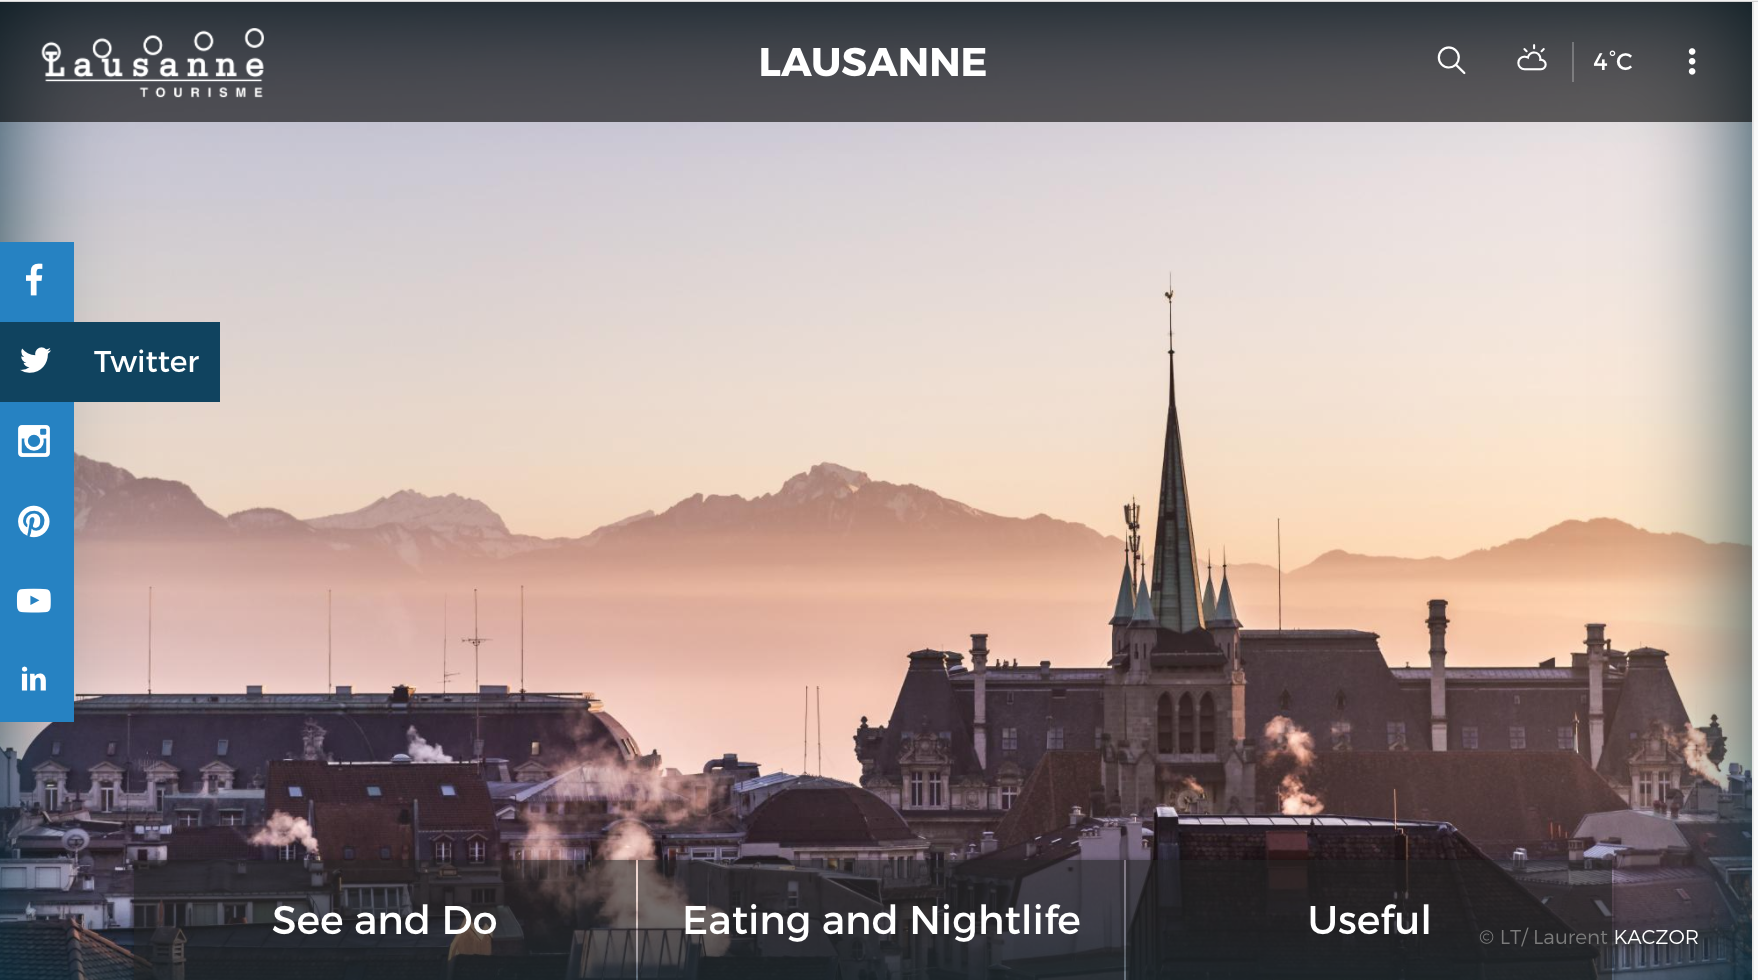 Lausanne
TOURISME
LAUSANNE
4°C
Twitter
See and Do
Eating and Nightlife
Useful
© LT/ Laurent KACZOR